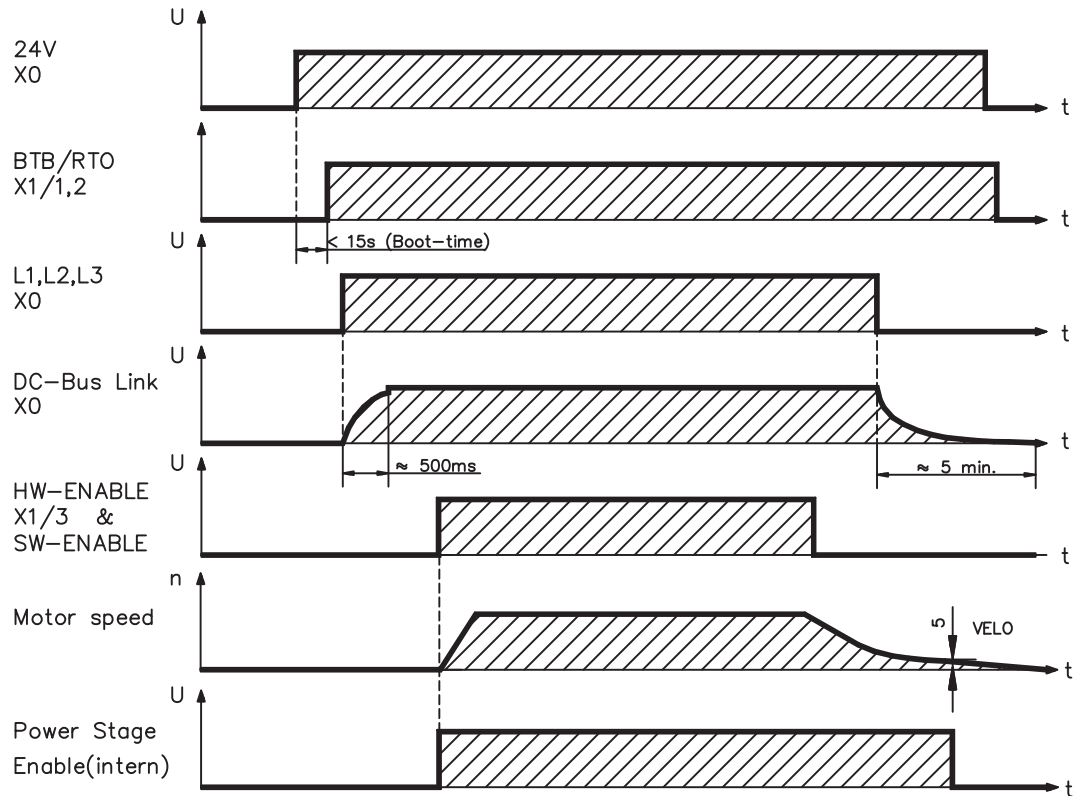 U
24V
X0
t
BTB/RTO
X1/1,2
t
< 15s (Boot-time)
U
L1,L2,L3
X0
t
U
DC-Bus Link
X0
t
≈ 500ms
≈ 5 min.
U
HW-ENABLE
X1/3 &
SW-ENABLE
t
n
Motor speed
5
VELO
t
U
Power Stage
Enable(intern)
t